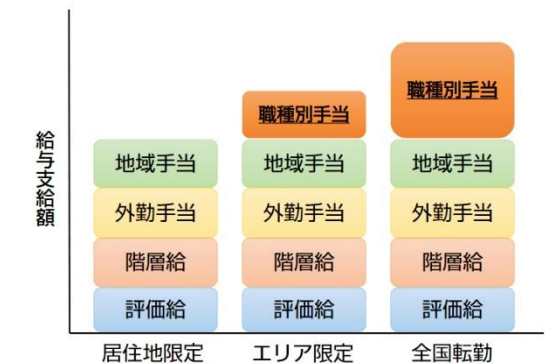 給与支給額
職種別手当
職種別手当
地域手当 地域手当 地域手当
外勤手当 外勤手当 外勤手当
階層給 階層給 階層給
評価給 評価給 評価給
居住地限定 エリア限定 全国転勤